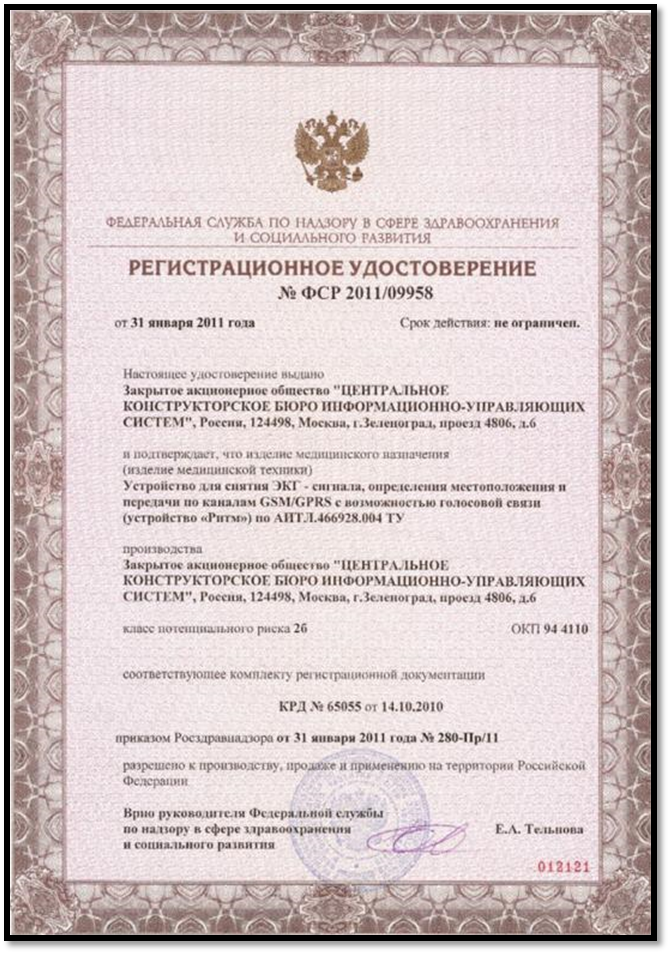 ФЕДЕРАЛЬНАЯ СЛУЖБА ПО НАДЗОРУ В СФЕРЕ ЗДРАВООХРАНЕНИЯ
И СОЦИАЛЬНОГО РАЗВИТИЯ
РЕГИСТРАЦИОННОЕ УДОСТОВЕРЕНИЕ
№ ФСР 2011/09958
от 31 января 2011 года Срок действия: не ограничен.
Настоящее удостоверение выдано
Закрытое акционерное общество "ЦЕНТРАЛЬНОЕ
КОНСТРУКТОРСКОЕ БЮРО ИНФОРМАЦИОННО-УПРАВЛЯЮЩИХ
СИСТЕМ", Россия, 124498, Москва, г.Зеленоград, проезд 4806, д.6
и подтверждает, что изделие медицинского назначения
(изделие медицинской техники)
Устройство для снятия ЭКГ - сигнала, определения местоположения и
передачи по каналам GSM/GPRS с возможностью голосовой связи
(устройство «Ритм») по АИТЛ.466928.004 ТУ
производства
Закрытое акционерное общество "ЦЕНТРАЛЬНОЕ
КОНСТРУКТОРСКОЕ БЮРО ИНФОРМАЦИОННО-УПРАВЛЯЮЩИХ
СИСТЕМ", Россия, 124498, Москва, г.Зеленоград, проезд 4806, д.6
класс потенциального риска 2б ОКП 94 4110
соответствующее комплекту регистрационной документации
КРД № 65055 от 14.10.2010
приказом Росздравнадзора от 31 января 2011 года № 280-Пр/11
разрешено к производству, продаже и применению на территории Российской
Федерации
Врио руководителя Федеральной службы
по надзору в сфере здравоохранения Е.А. Тельнова
и социального развития
012121